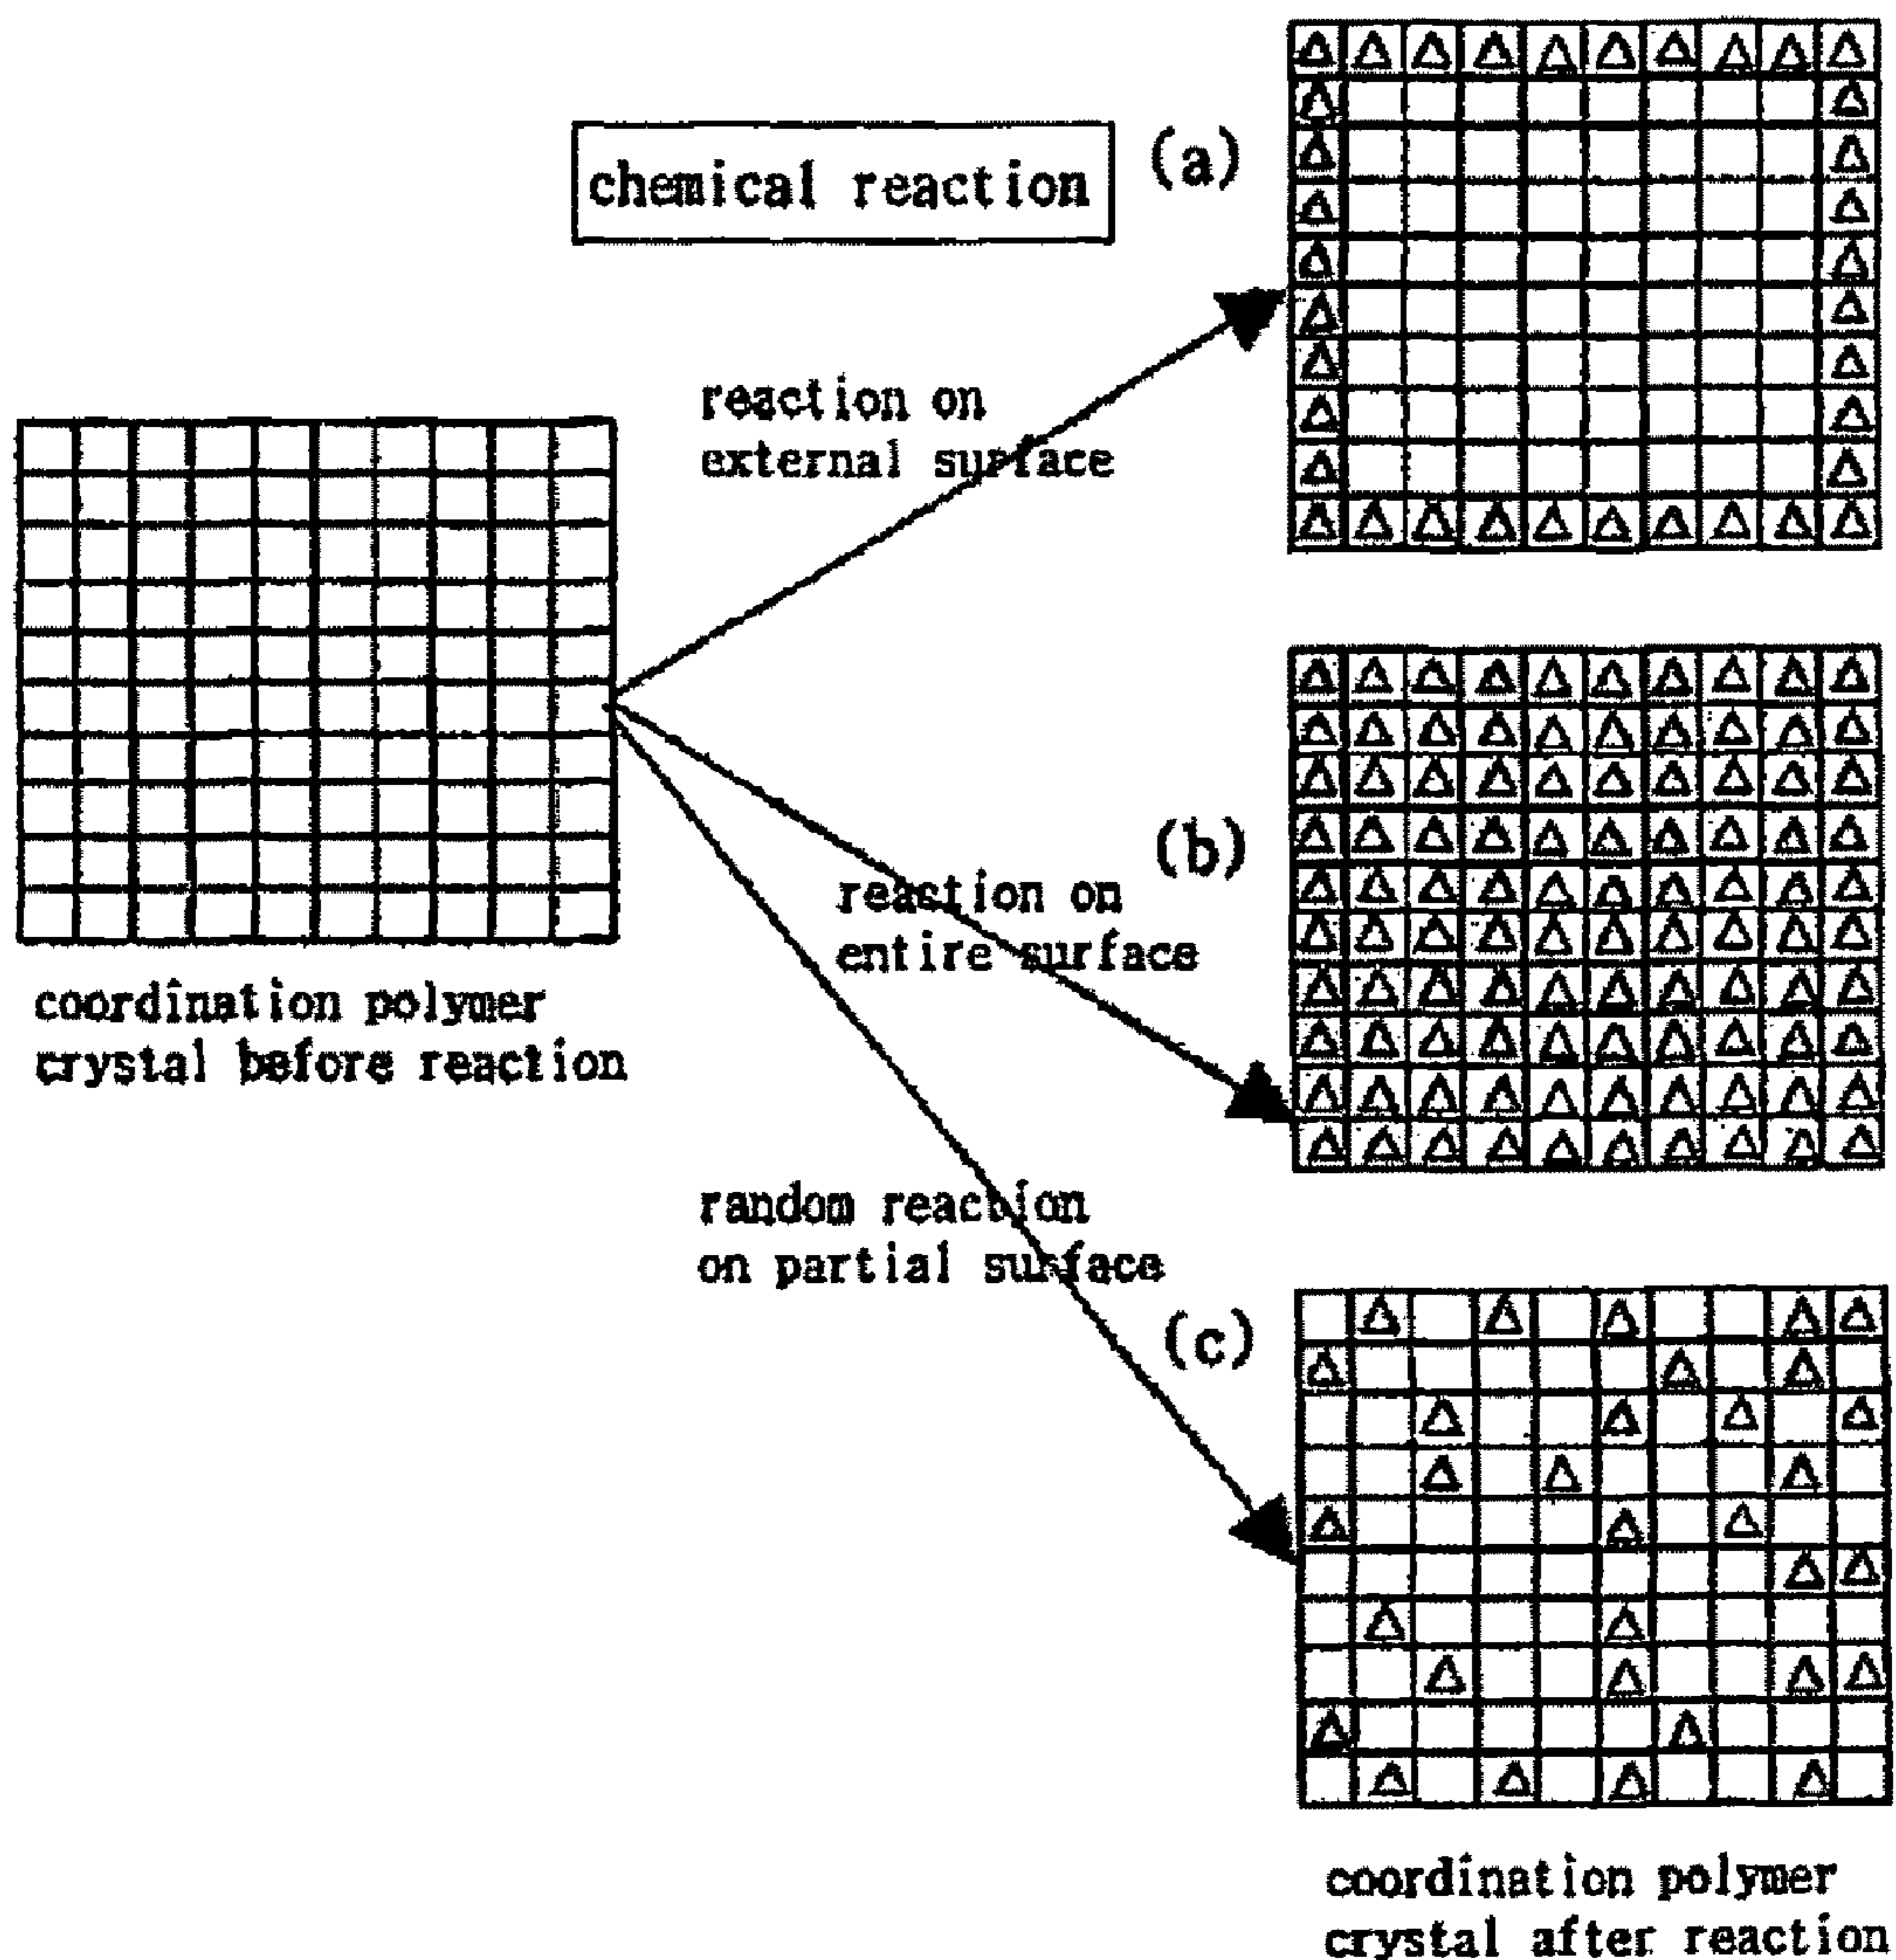 chemical reaction
(a)
reaction on
external surface
coordination polymer
crystal before reaction
(b)
reaction on
entire surface
random reaction
on partial surface
(c)
coordination polymer
crystal after reaction